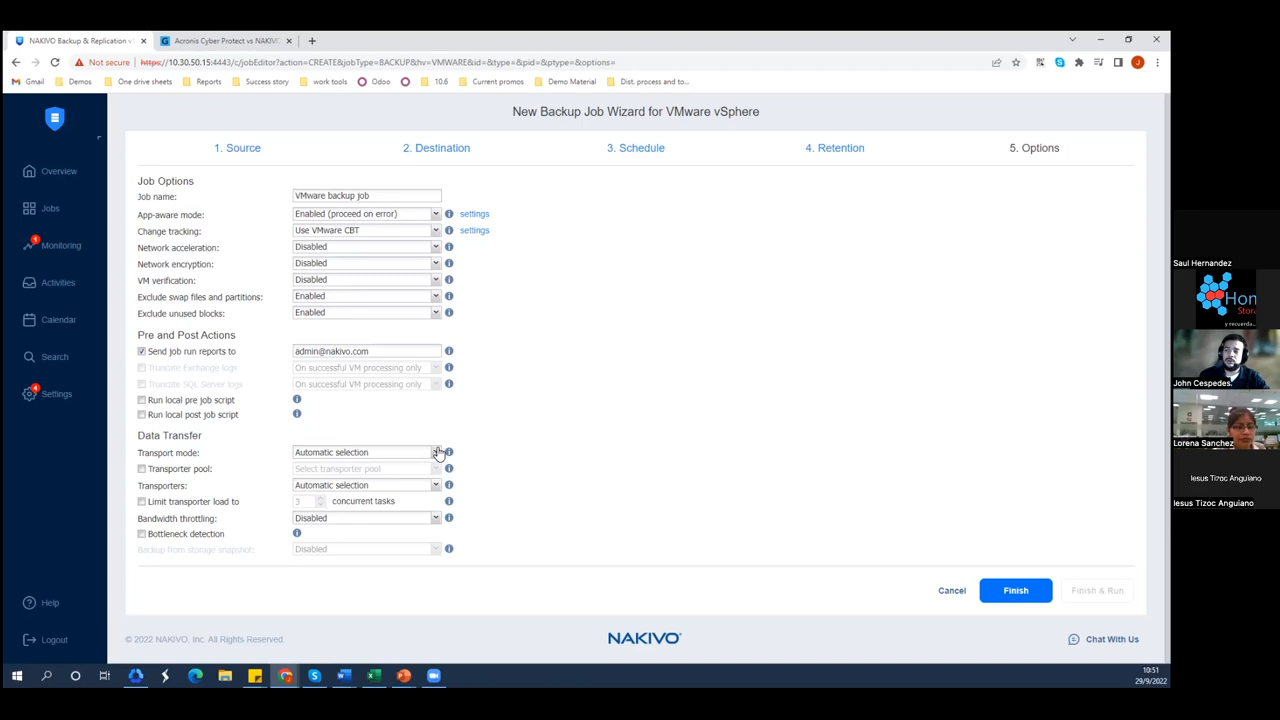 NAKIVO Backup & Replication v
Acronis Cyber Protect vs NAKIVO
Not secure
https://10.30.50.15:4443/c/jobEditor?action=CREATE&jobType=BACKUP&hv=VMWARE&id=&type=&pid=&ptype=&options=
Gmail
Demos
One drive sheets
Reports
Success story
work tools
Odoo
10.6
Current promos
Demo Material
Dist. process and to...
New Backup Job Wizard for VMware vSphere
1. Source
2. Destination
3. Schedule
4. Retention
5. Options
Overview
Jobs
1
Monitoring
Activities
Calendar
Search
4
Settings
Help
Logout
Job Options
Job name: VMware backup job
App-aware mode: Enabled (proceed on error) settings
Change tracking: Use VMware CBT settings
Network acceleration: Disabled
Network encryption: Disabled
VM verification: Disabled
Exclude swap files and partitions: Enabled
Exclude unused blocks: Enabled
Pre and Post Actions
Send job run reports to admin@nakivo.com
Truncate Exchange logs On successful VM processing only
Truncate SQL Server logs On successful VM processing only
Run local pre job script
Run local post job script
Data Transfer
Transport mode: Automatic selection
Transporter pool: Select transporter pool
Transporters: Automatic selection
Limit transporter load to 3 concurrent tasks
Bandwidth throttling: Disabled
Bottleneck detection
Backup from storage snapshot: Disabled
Cancel
Finish
Finish & Run
© 2022 NAKIVO, Inc. All Rights Reserved.
NAKIVO®
Chat With Us
10:51
29/9/2022
Saul Hernandez
Hon
Stora
y recuerda...
John Cespedes.
Lorena Sanchez
Iesus Tizoc Anguiano
Iesus Tizoc Anguiano